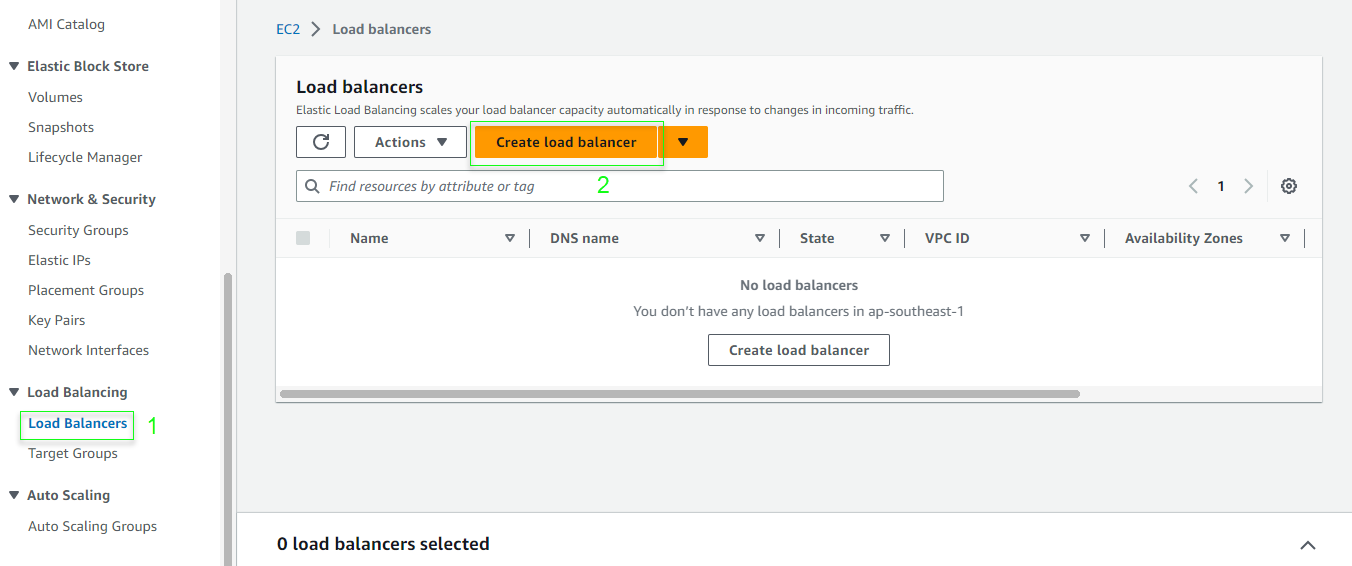 AMI Catalog
Elastic Block Store
Volumes
Snapshots
Lifecycle Manager
Network & Security
Security Groups
Elastic IPs
Placement Groups
Key Pairs
Network Interfaces
Load Balancing
Load Balancers 1
Target Groups
Auto Scaling
Auto Scaling Groups
EC2 > Load balancers
Load balancers
Elastic Load Balancing scales your load balancer capacity automatically in response to changes in incoming traffic.
Actions Create load balancer
Find resources by attribute or tag 2 1
Name DNS name State VPC ID Availability Zones
No load balancers
You don’t have any load balancers in ap-southeast-1
Create load balancer
0 load balancers selected